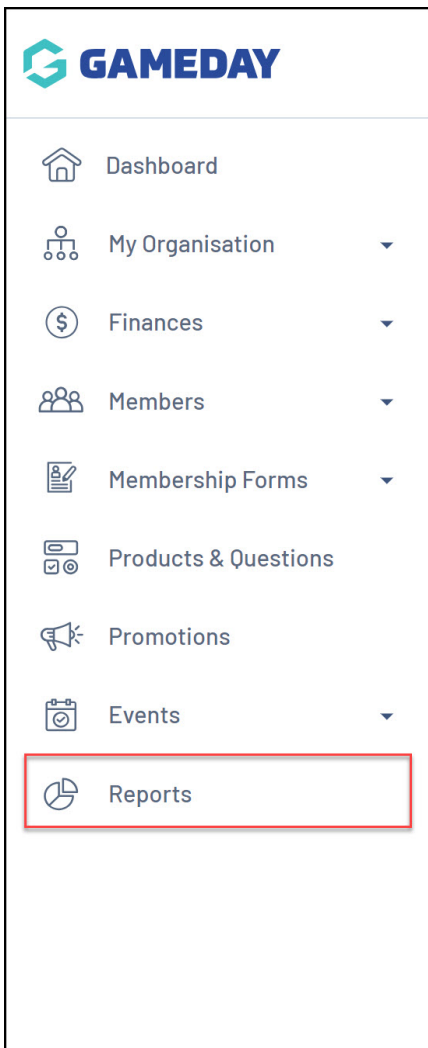 GAMEDAY
Dashboard
My Organisation
Finances
Members
Membership Forms
Products & Questions
Promotions
Events
Reports